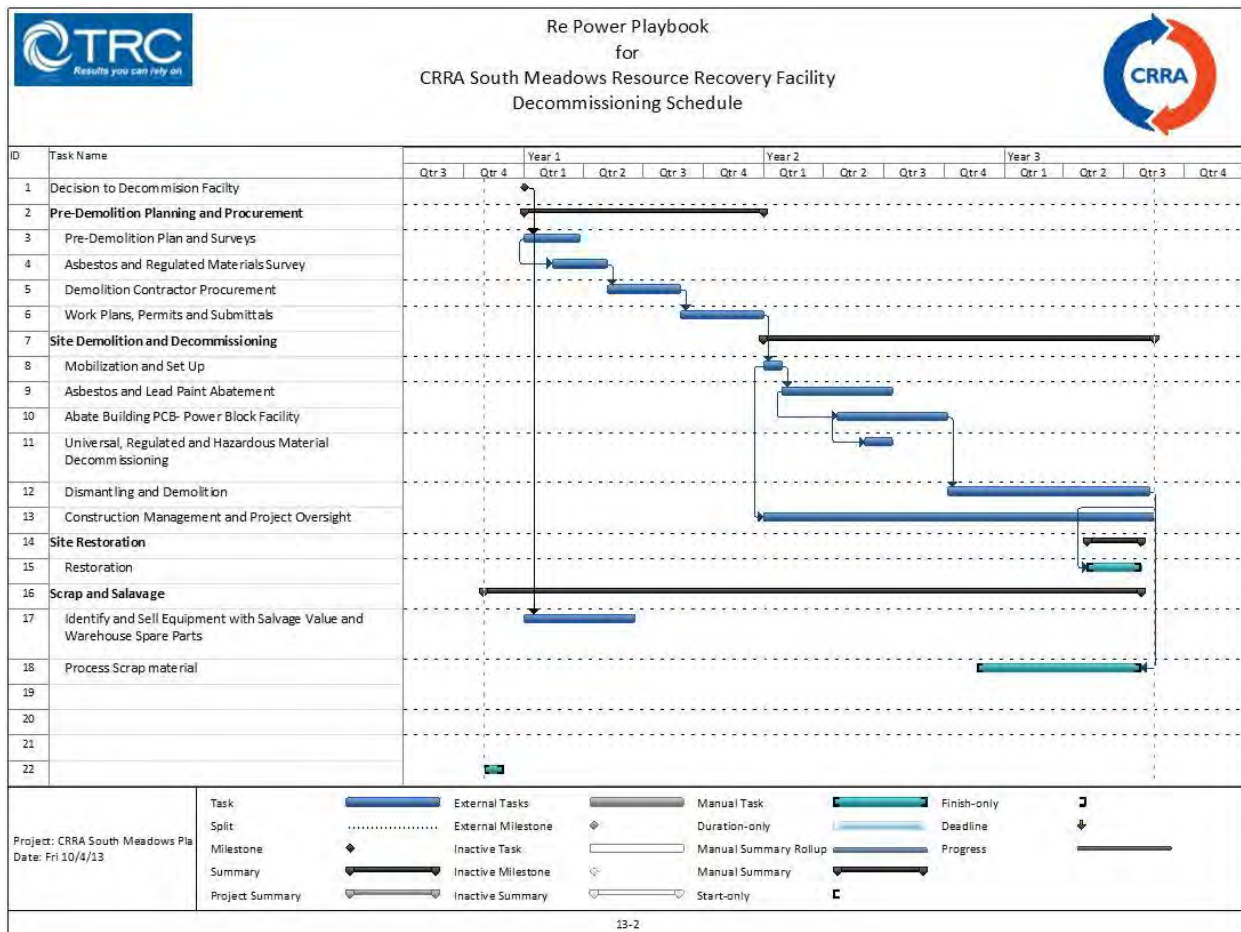 TRC
Results you can rely on
Re Power Playbook
for
CRRA South Meadows Resource Recovery Facility
Decommissioning Schedule
CRRA
ID Task Name
Year 1 Year 2 Year 3
Qtr 3 Qtr 4 Qtr 1 Qtr 2 Qtr 3 Qtr 4 Qtr 1 Qtr 2 Qtr 3 Qtr 4 Qtr 1 Qtr 2 Qtr 3 Qtr 4
1 Decision to Decommision Facilty
2 Pre-Demolition Planning and Procurement
3 Pre-Demolition Plan and Surveys
4 Asbestos and Regulated Materials Survey
5 Demolition Contractor Procurement
6 Work Plans, Permits and Submittals
7 Site Demolition and Decommissioning
8 Mobilization and Set Up
9 Asbestos and Lead Paint Abatement
10 Abate Building PCB- Power Block Facility
11 Universal, Regulated and Hazardous Material
Decommissioning
12 Dismantling and Demolition
13 Construction Management and Project Oversight
14 Site Restoration
15 Restoration
16 Scrap and Salavage
17 Identify and Sell Equipment with Salvage Value and
Warehouse Spare Parts
18 Process Scrap material
19
20
21
22
Project: CRRA South Meadows Pla
Date: Fri 10/4/13
Task External Tasks Manual Task Finish-only
Split External Milestone Duration-only Deadline
Milestone Inactive Task Manual Summary Rollup Progress
Summary Inactive Milestone Manual Summary
Project Summary Inactive Summary Start-only
13-2